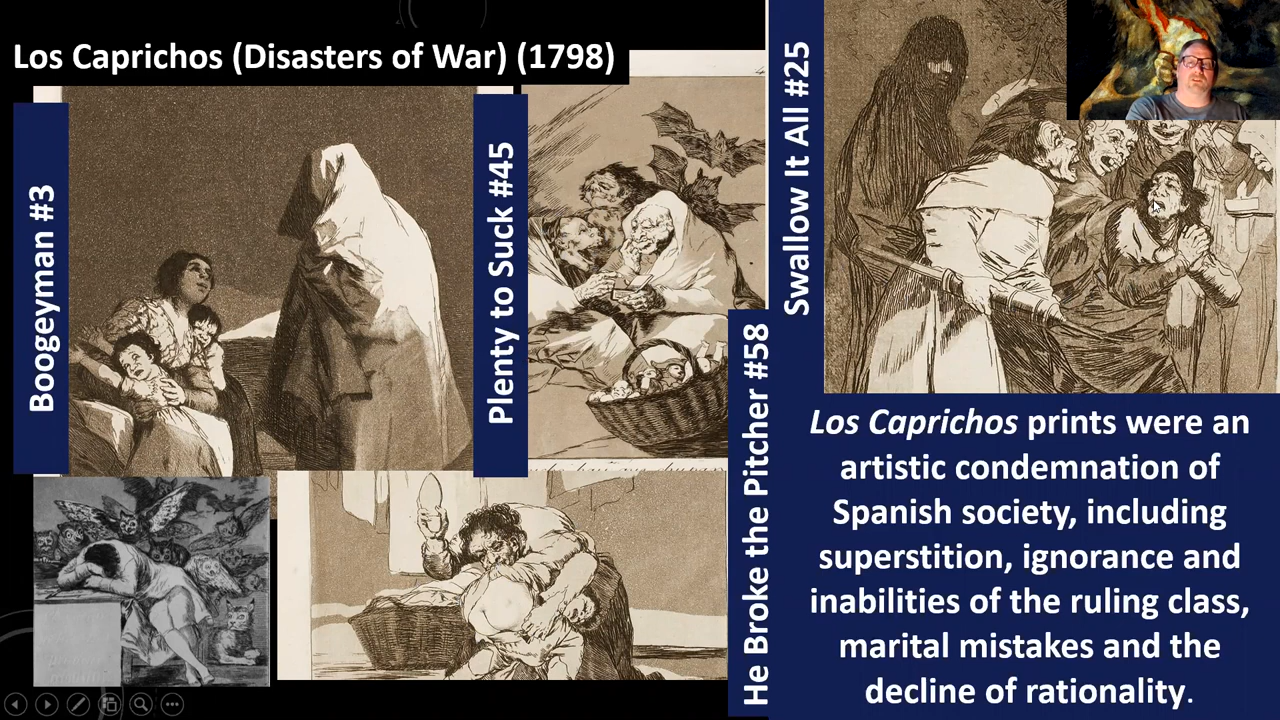 Los Caprichos (Disasters of War) (1798)
Boogeyman #3
Plenty to Suck #45
He Broke the Pitcher #58
Swallow It All #25
Los Caprichos prints were an
artistic condemnation of
Spanish society, including
superstition, ignorance and
inabilities of the ruling class,
marital mistakes and the
decline of rationality.